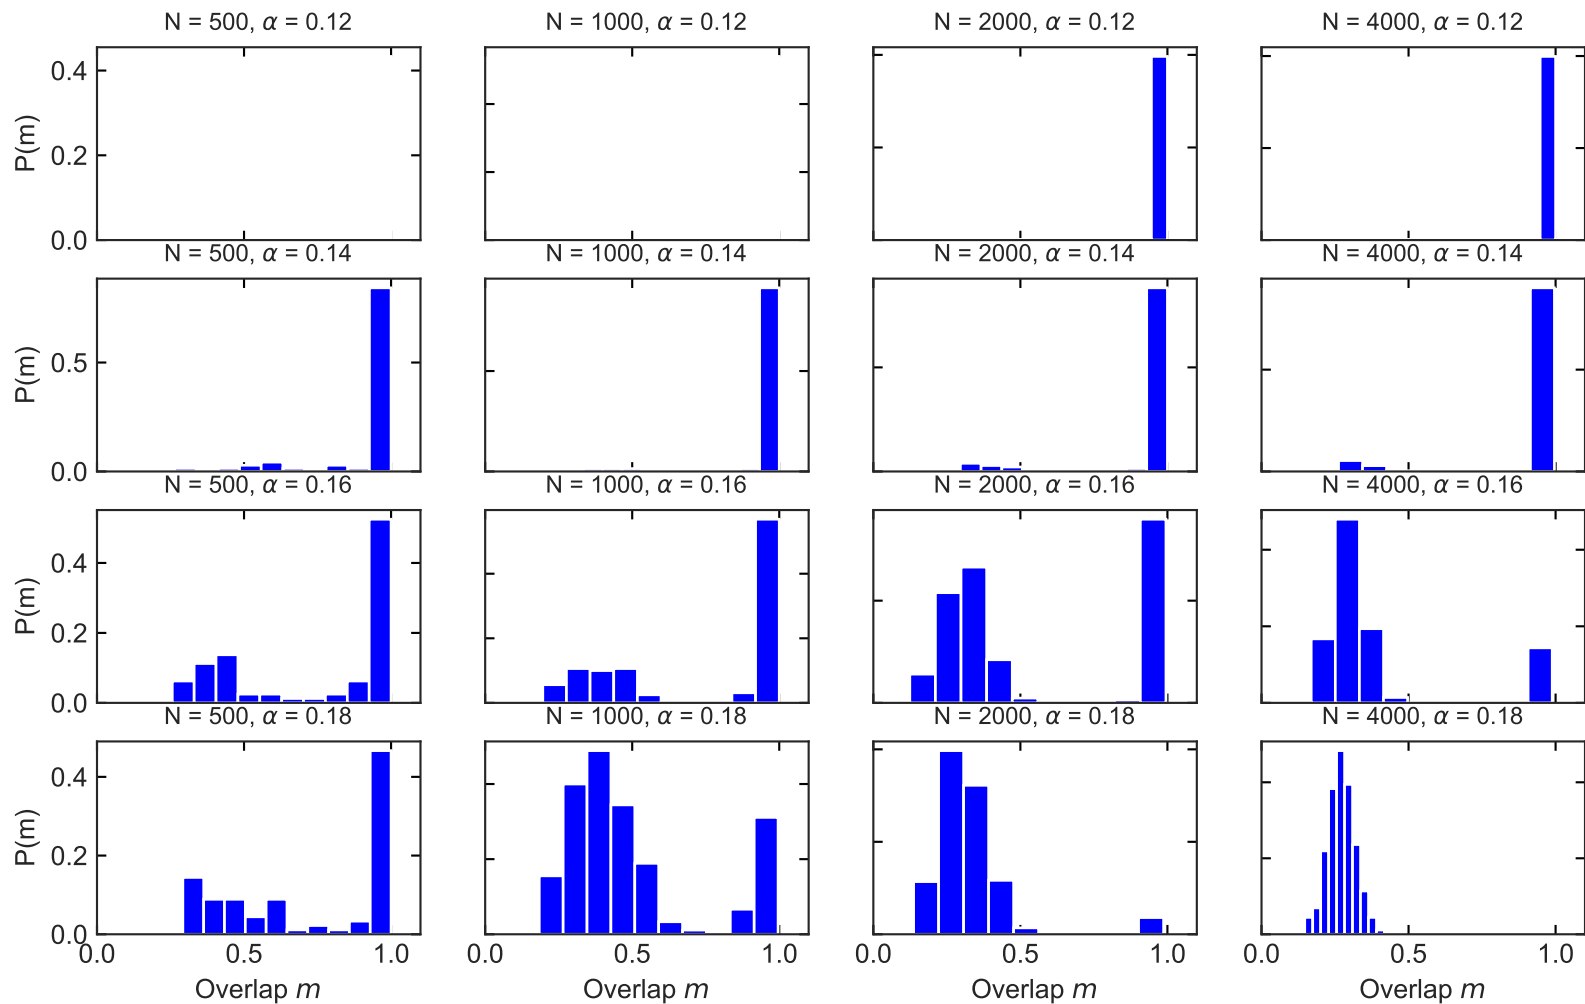 N = 500, α = 0.12
N = 1000, α = 0.12
N = 2000, α = 0.12
N = 4000, α = 0.12
P(m)
0.4
0.2
0.0
N = 500, α = 0.14
N = 1000, α = 0.14
N = 2000, α = 0.14
N = 4000, α = 0.14
P(m)
0.5
0.0
N = 500, α = 0.16
N = 1000, α = 0.16
N = 2000, α = 0.16
N = 4000, α = 0.16
P(m)
0.4
0.2
0.0
N = 500, α = 0.18
N = 1000, α = 0.18
N = 2000, α = 0.18
N = 4000, α = 0.18
P(m)
0.4
0.2
0.0
0.0 0.5 1.0
0.0 0.5 1.0
0.0 0.5 1.0
0.0 0.5 1.0
Overlap m
Overlap m
Overlap m
Overlap m